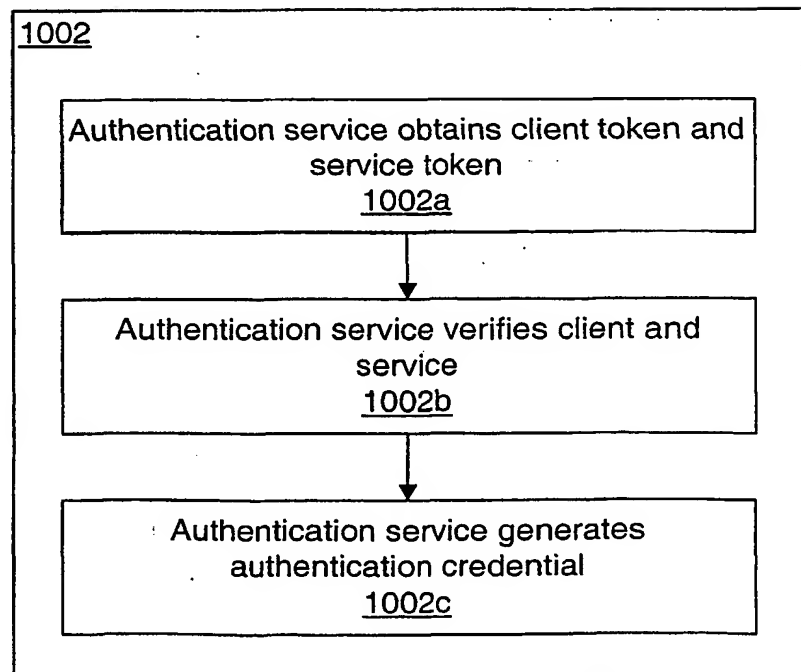 1002
Authentication service obtains client token and
service token
1002a
Authentication service verifies client and
service
1002b
Authentication service generates
authentication credential
1002c